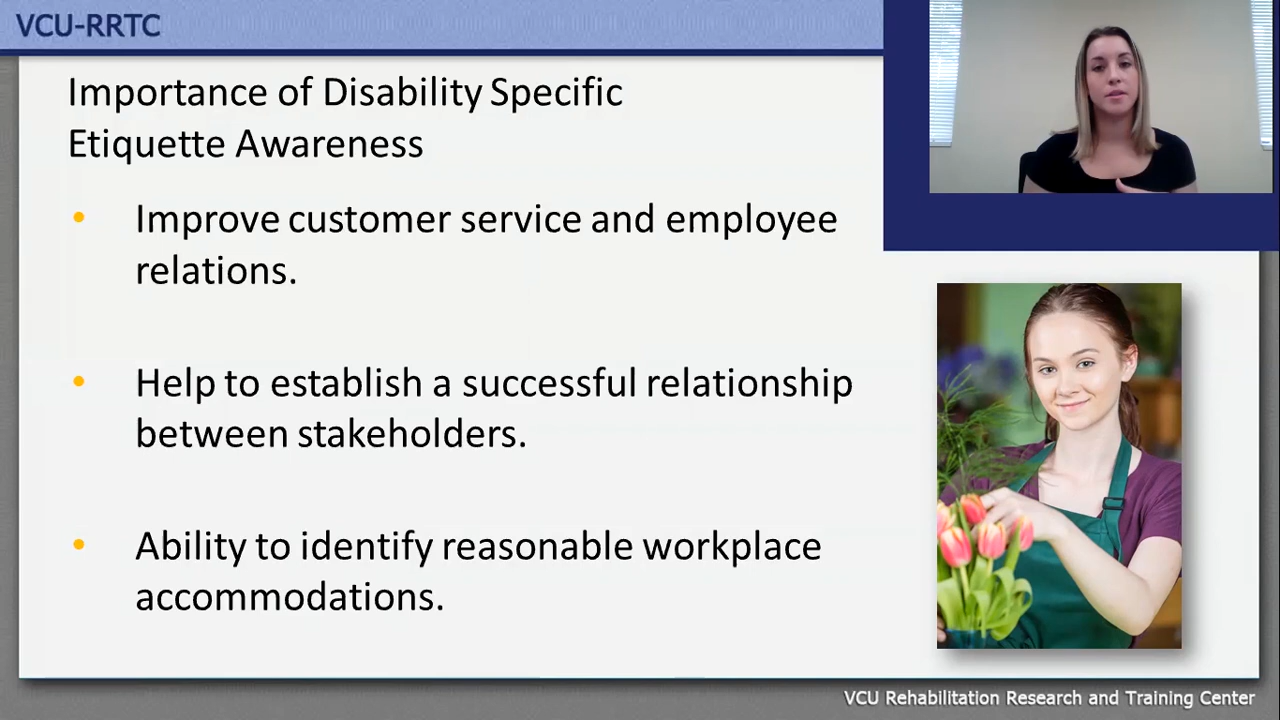 VCU-RRTC
Importance of Disability Specific
Etiquette Awareness
• Improve customer service and employee
relations.
• Help to establish a successful relationship
between stakeholders.
• Ability to identify reasonable workplace
accommodations.
VCU Rehabilitation Research and Training Center